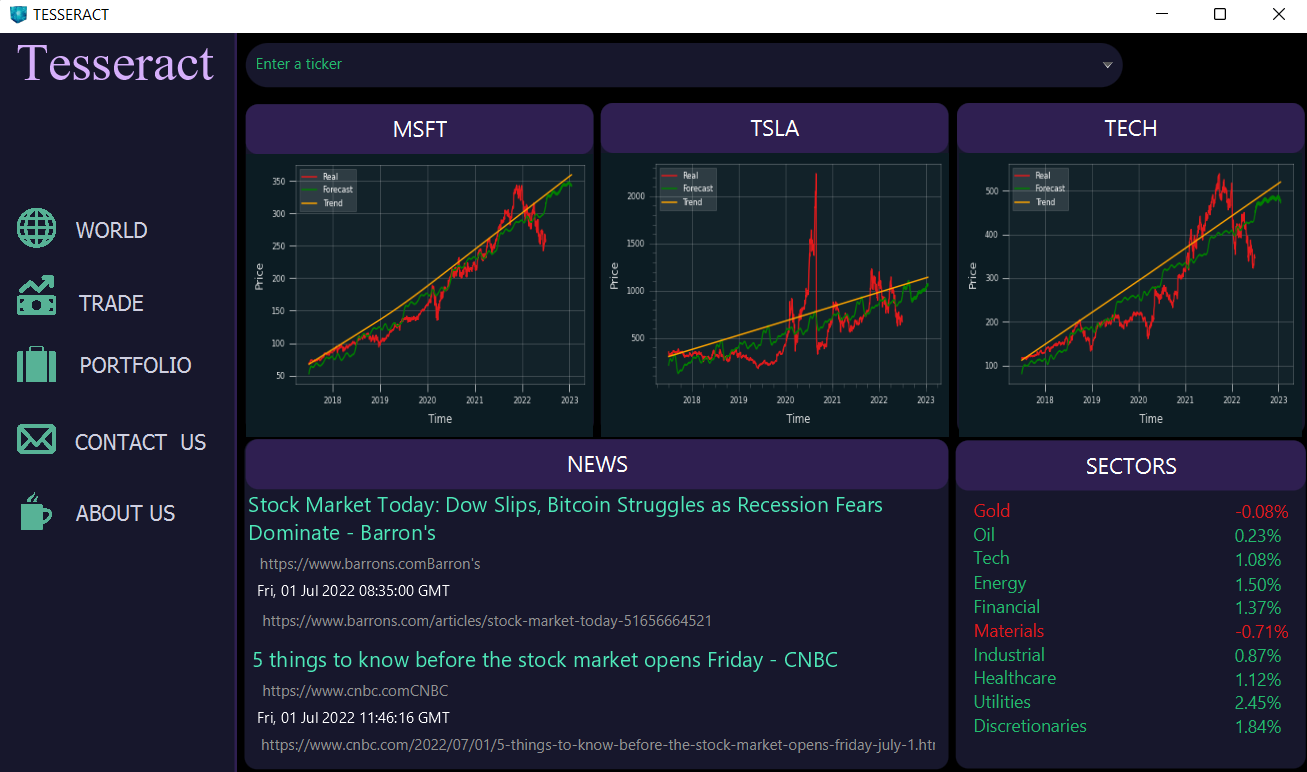 TESSERACT
Tesseract
Enter a ticker
WORLD
TRADE
PORTFOLIO
CONTACT US
ABOUT US
MSFT
Real
Forecast
Trend
350
300
250
200
150
100
50
Price
2018 2019 2020 2021 2022 2023
Time
TSLA
Real
Forecast
Trend
2000
1500
1000
500
Price
2018 2019 2020 2021 2022 2023
Time
TECH
Real
Forecast
Trend
500
400
300
200
100
Price
2018 2019 2020 2021 2022 2023
Time
NEWS
Stock Market Today: Dow Slips, Bitcoin Struggles as Recession Fears
Dominate - Barron's
https://www.barrons.comBarron's
Fri, 01 Jul 2022 08:35:00 GMT
https://www.barrons.com/articles/stock-market-today-51656664521
5 things to know before the stock market opens Friday - CNBC
https://www.cnbc.comCNBC
Fri, 01 Jul 2022 11:46:16 GMT
https://www.cnbc.com/2022/07/01/5-things-to-know-before-the-stock-market-opens-friday-july-1.htm
SECTORS
Gold -0.08%
Oil 0.23%
Tech 1.08%
Energy 1.50%
Financial 1.37%
Materials -0.71%
Industrial 0.87%
Healthcare 1.12%
Utilities 2.45%
Discretionaries 1.84%